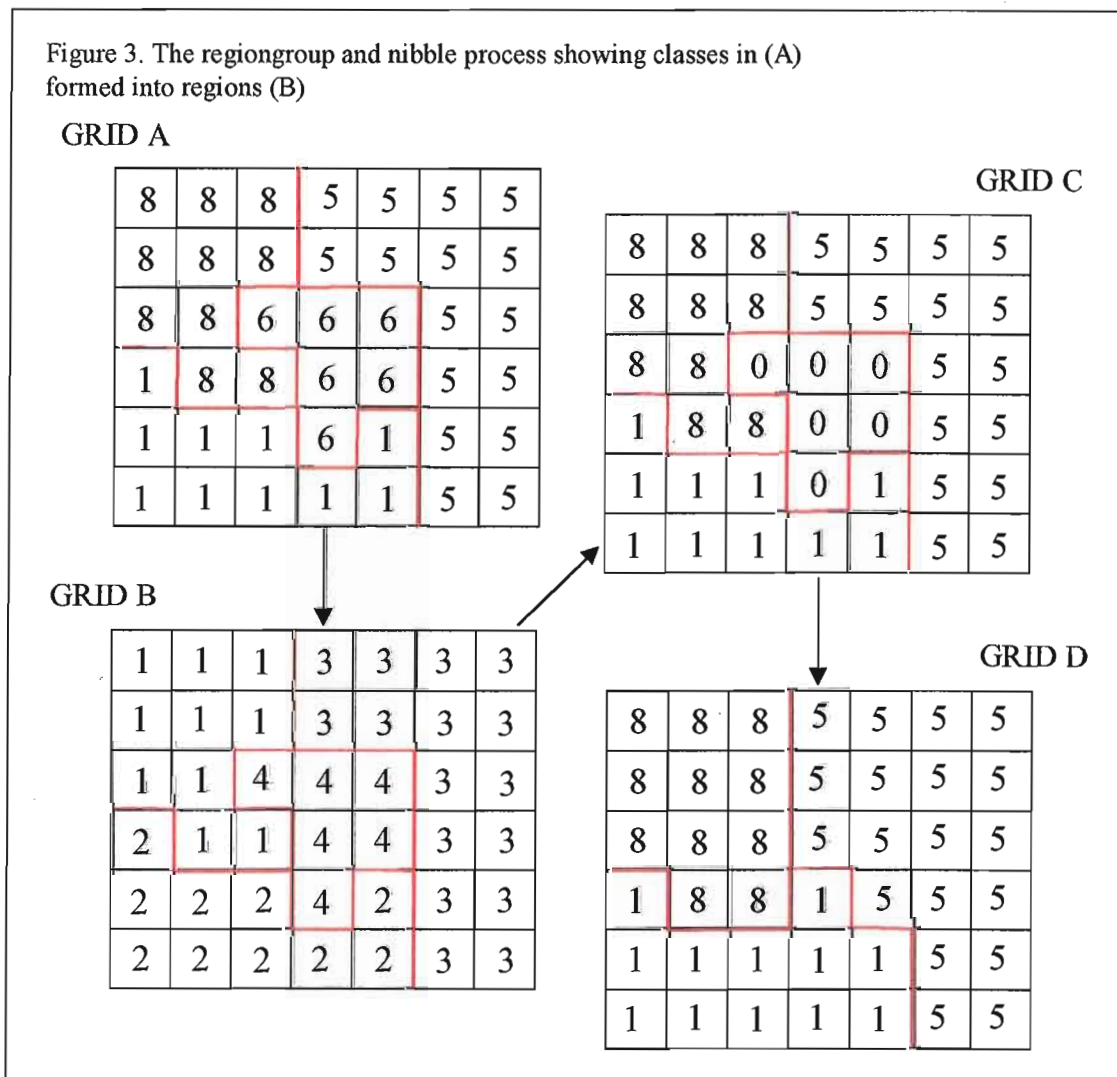 Figure 3. The regiongroup and nibble process showing classes in (A)
formed into regions (B)
GRID A
8 8 8 5 5 5 5
8 8 8 5 5 5 5
8 8 6 6 6 5 5
1 8 8 6 6 5 5
1 1 1 6 1 5 5
1 1 1 1 1 5 5
GRID C
8 8 8 5 5 5 5
8 8 8 5 5 5 5
8 8 0 0 0 5 5
1 8 8 0 0 5 5
1 1 1 0 1 5 5
1 1 1 1 1 5 5
GRID B
1 1 1 3 3 3 3
1 1 1 3 3 3 3
1 1 4 4 4 3 3
2 1 1 4 4 3 3
2 2 2 4 2 3 3
2 2 2 2 2 3 3
GRID D
8 8 8 5 5 5 5
8 8 8 5 5 5 5
8 8 8 5 5 5 5
1 8 8 1 5 5 5
1 1 1 1 1 5 5
1 1 1 1 1 5 5